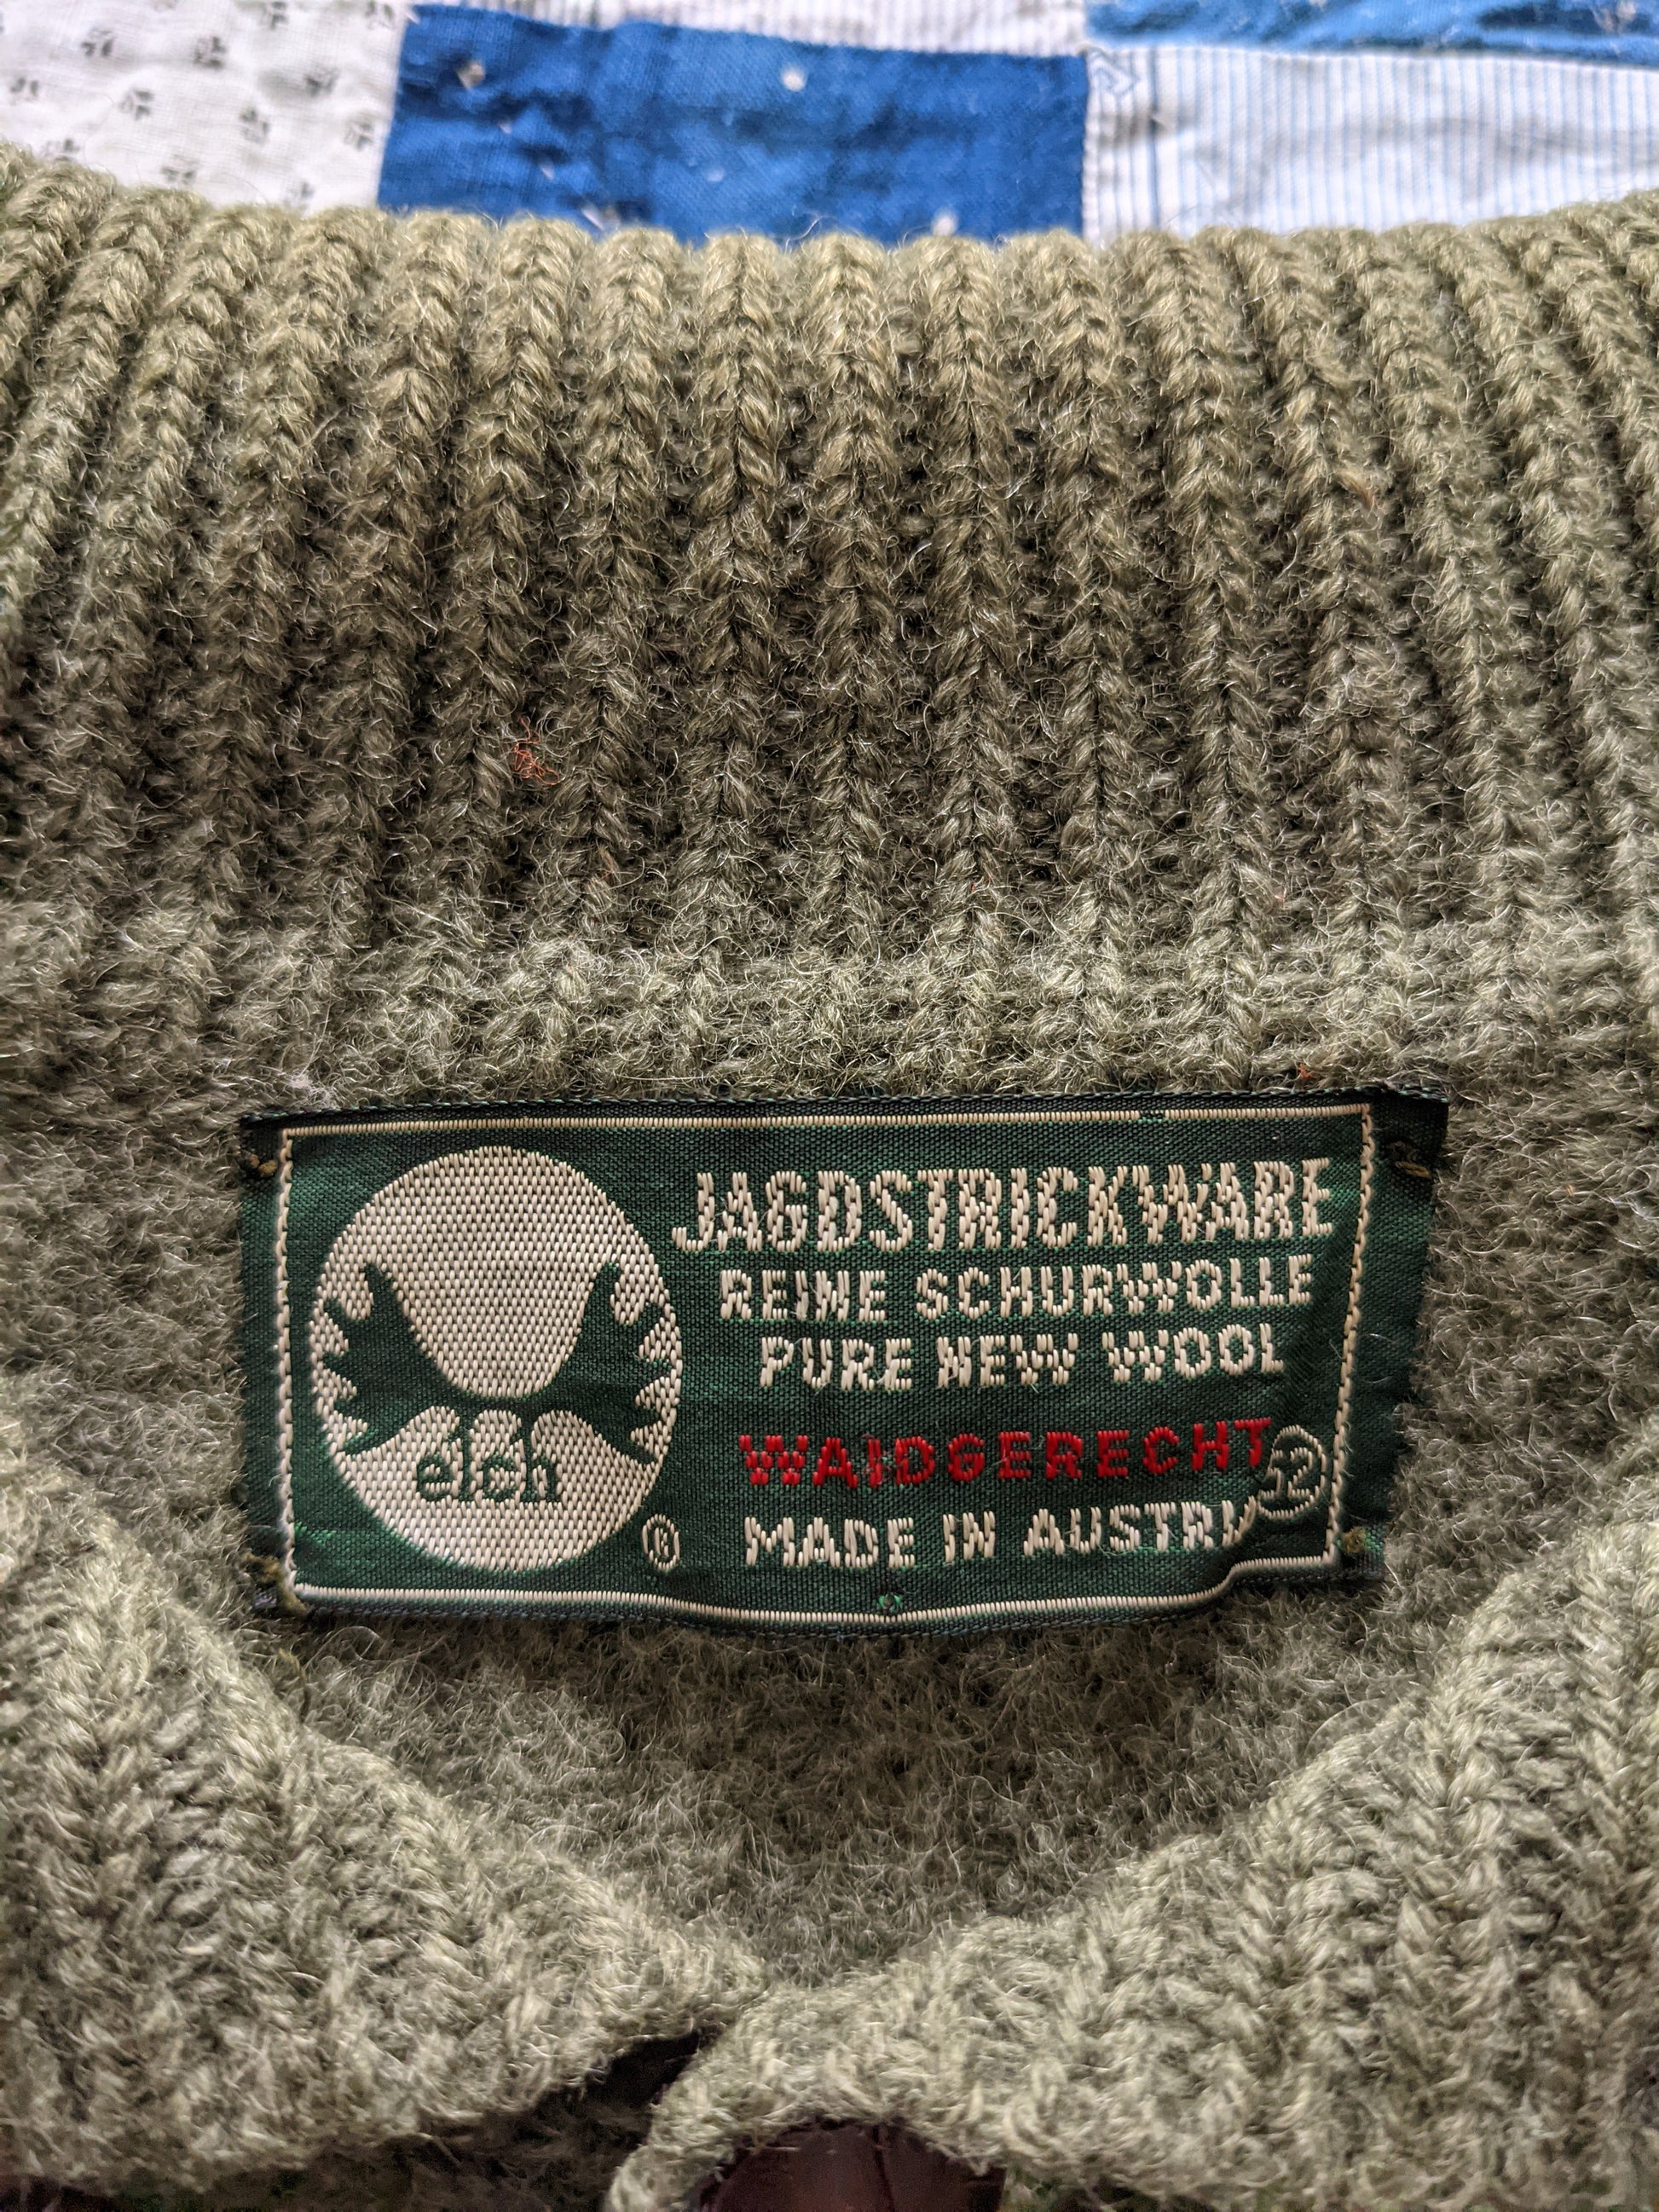 JAGDSTRICKWARE
REINE SCHURWOLLE
PURE NEW WOOL
WAIDGERECHT
52
MADE IN AUSTRIA
elch
®